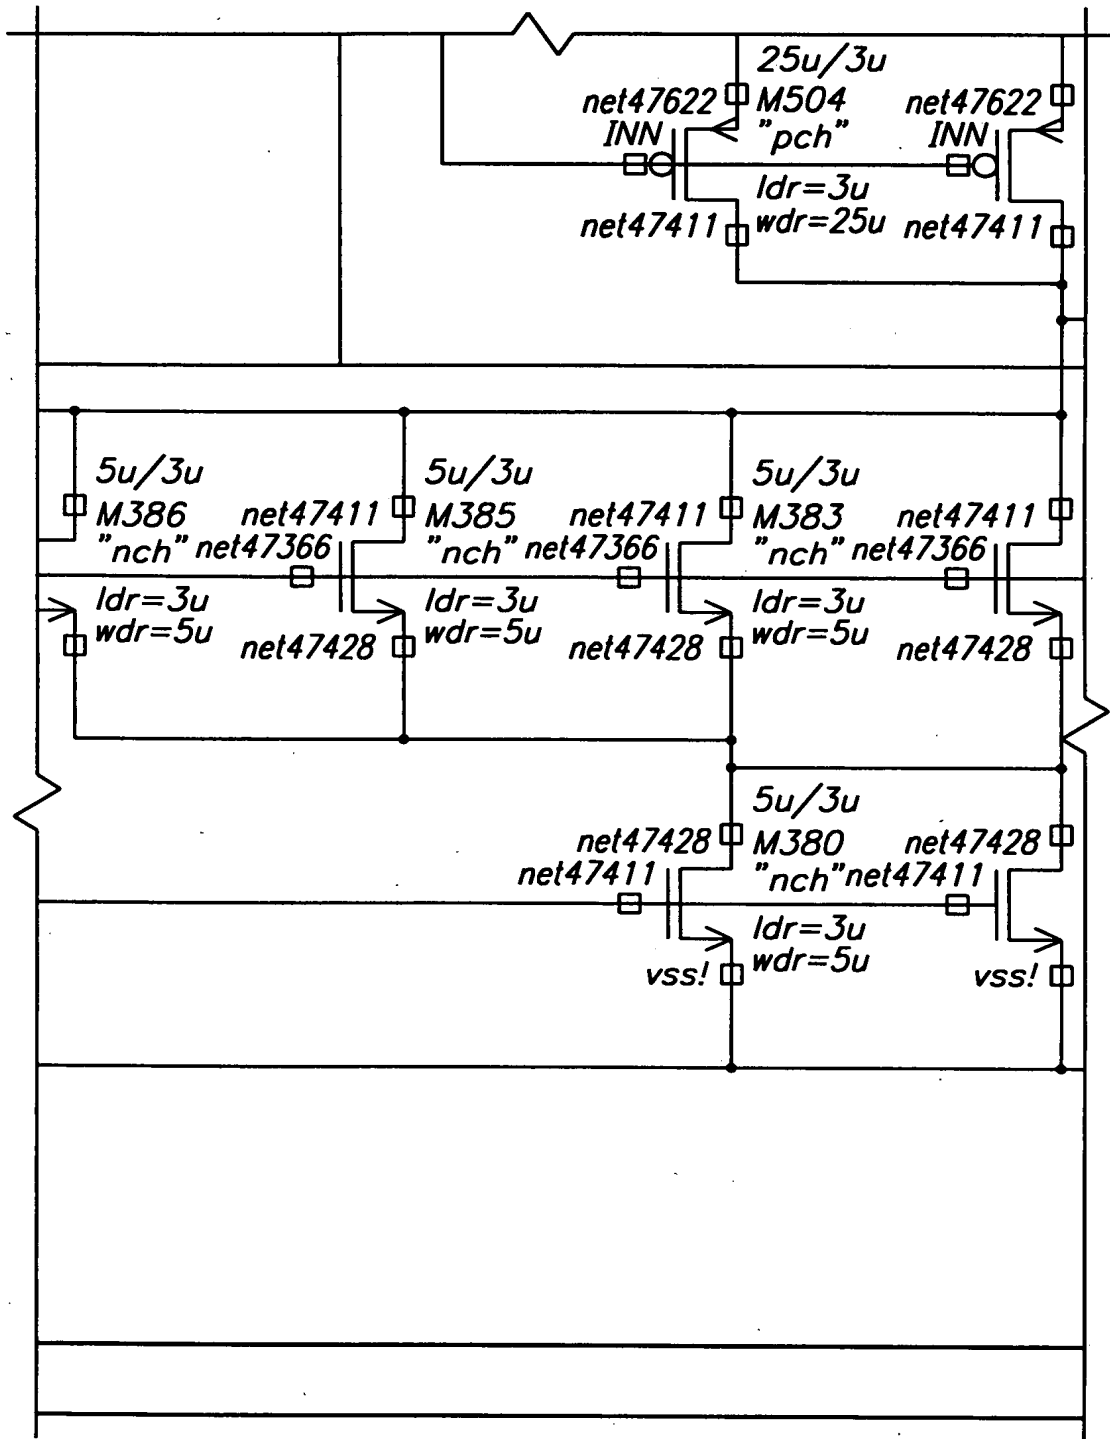 25u/3u
net47622 M504 net47622
INN "pch" INN
ldr=3u
net47411 wdr=25u net47411
5u/3u 5u/3u 5u/3u
M386 net47411 M385 net47411 M383 net47411
"nch" net47366 "nch" net47366 "nch" net47366
ldr=3u ldr=3u ldr=3u
wdr=5u net47428 wdr=5u net47428 wdr=5u net47428
5u/3u
net47428 M380 net47428
net47411 "nch" net47411
ldr=3u
vss! wdr=5u vss!